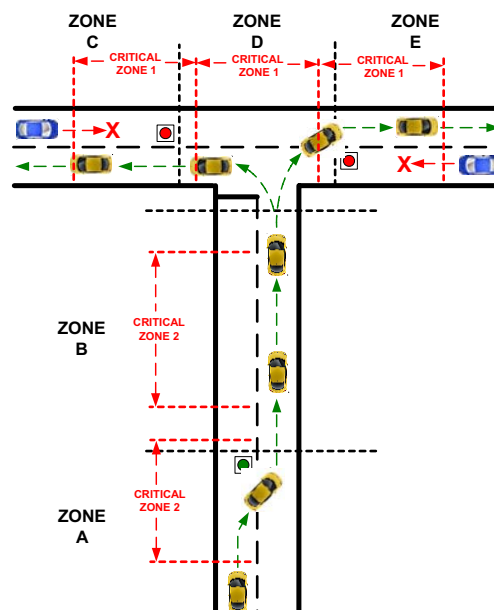 ZONE
C
ZONE
D
ZONE
E
CRITICAL
ZONE 1
CRITICAL
ZONE 1
CRITICAL
ZONE 1
X
X
ZONE
B
CRITICAL
ZONE 2
ZONE
A
CRITICAL
ZONE 2